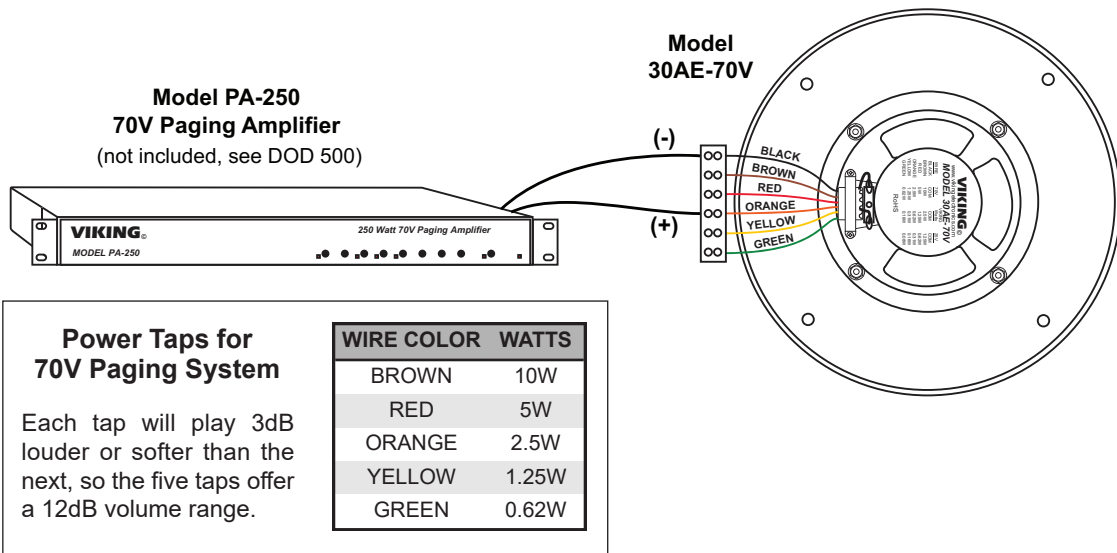 Model
30AE-70V
Model PA-250
70V Paging Amplifier
(not included, see DOD 500)
(-)
(+)
BLACK
BROWN
RED
ORANGE
YELLOW
GREEN
VIKING©
MODEL PA-250
250 Watt 70V Paging Amplifier
VIKING©
www.vikingelectronics.com
MODEL 30AE-70V
RoHS
Power Taps for
70V Paging System
Each tap will play 3dB
louder or softer than the
next, so the five taps offer
a 12dB volume range.
WIRE COLOR WATTS
BROWN 10W
RED 5W
ORANGE 2.5W
YELLOW 1.25W
GREEN 0.62W